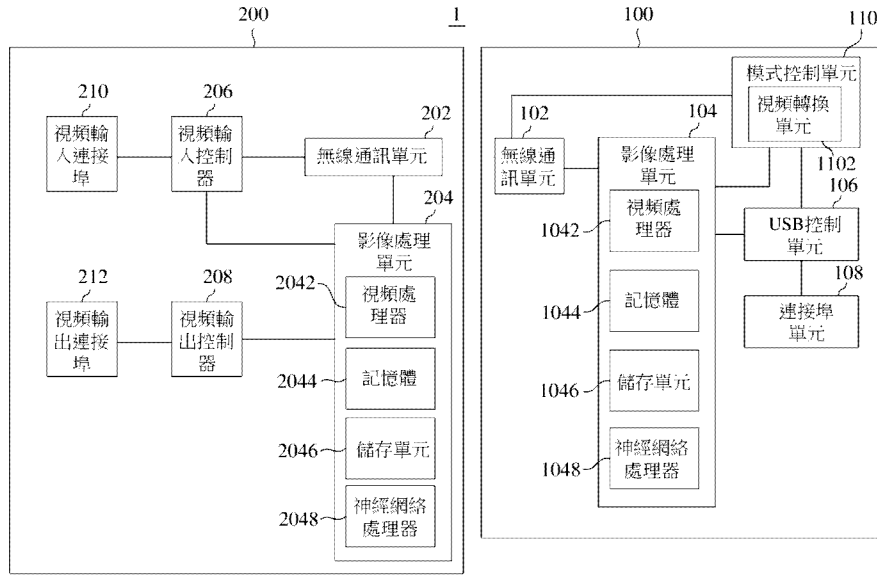 200
1
210
視頻輸
入連接
埠
206
視頻輸
入控制
器
202
無線通訊單元
204
影像處理
單元
2042
視頻處
理器
2044
記憶體
2046
儲存單元
2048
神經網絡
處理器
212
視頻輸
出連接
埠
208
視頻輸
出控制
器
100
110
模式控制單元
視頻轉換
單元
1102
102
無線通
訊單元
104
影像處理
單元
1042
視頻處
理器
1044
記憶體
1046
儲存單元
1048
神經網絡
處理器
106
USB控制
單元
108
連接埠
單元